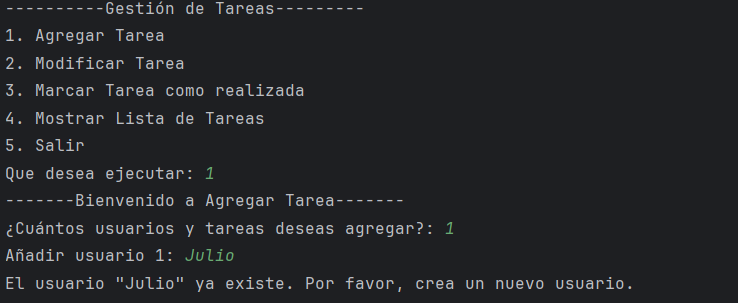 ----------Gestión de Tareas---------
1. Agregar Tarea
2. Modificar Tarea
3. Marcar Tarea como realizada
4. Mostrar Lista de Tareas
5. Salir
Que desea ejecutar: 1
-------Bienvenido a Agregar Tarea-------
¿Cuántos usuarios y tareas deseas agregar?: 1
Añadir usuario 1: Julio
El usuario "Julio" ya existe. Por favor, crea un nuevo usuario.